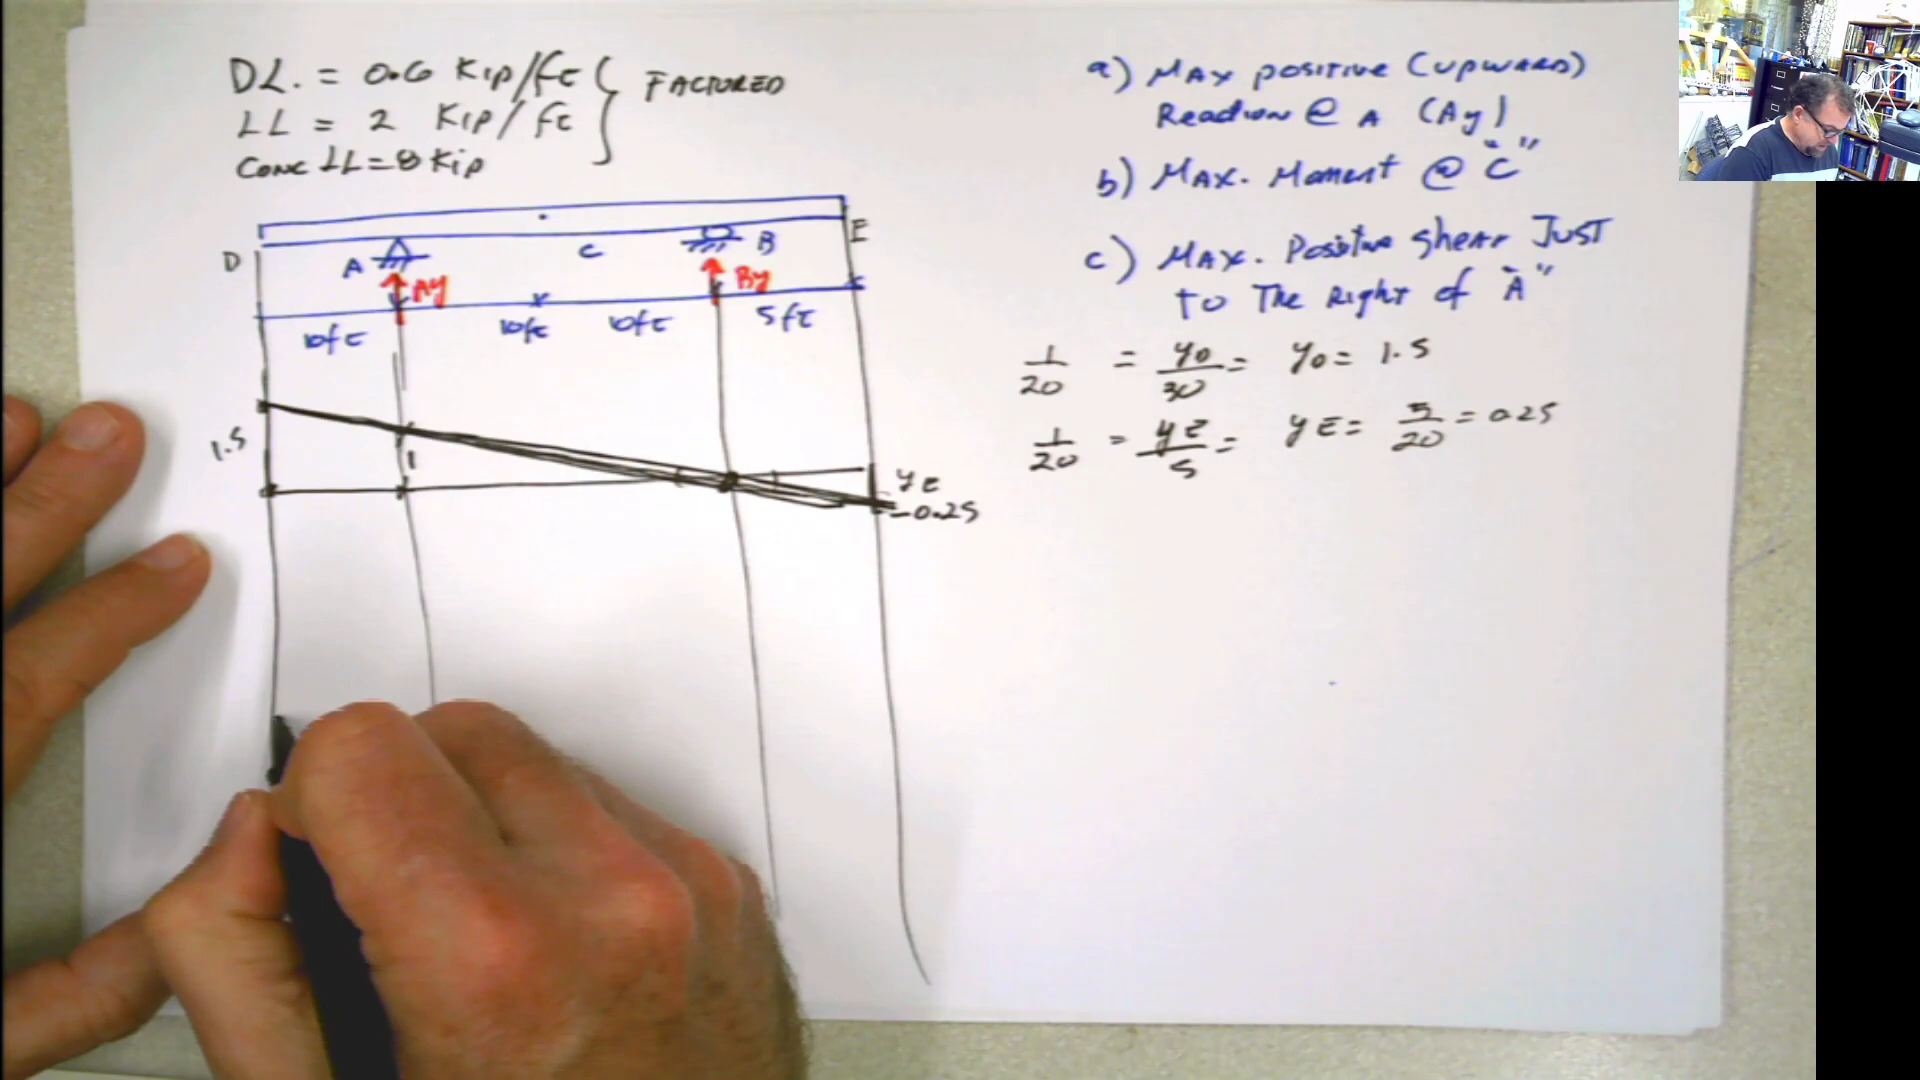 DL. = 0.6 Kip/ft
LL = 2 Kip/ft
CONC LL = 8 Kip
FACTORED
D
A
C
B
E
Ay
By
10ft
10ft
10ft
5ft
1.5
1
yE
-0.25
a) Max positive (upward)
Reaction @ A (Ay)
b) Max. Moment @ "C"
c) Max. Positive shear Just
to The Right of "A"
1/20 = yD/30 = yD = 1.5
1/20 = yE/5 = yE = 5/20 = 0.25